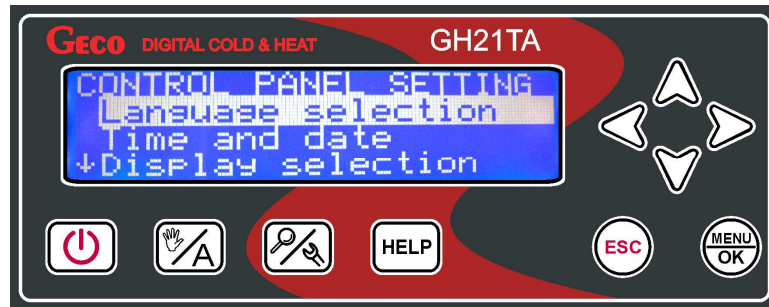 GECO DIGITAL COLD & HEAT GH21TA
CONTROL PANEL SETTING
Language selection
Time and date
↓Display selection
/A
HELP
ESC
MENU
OK